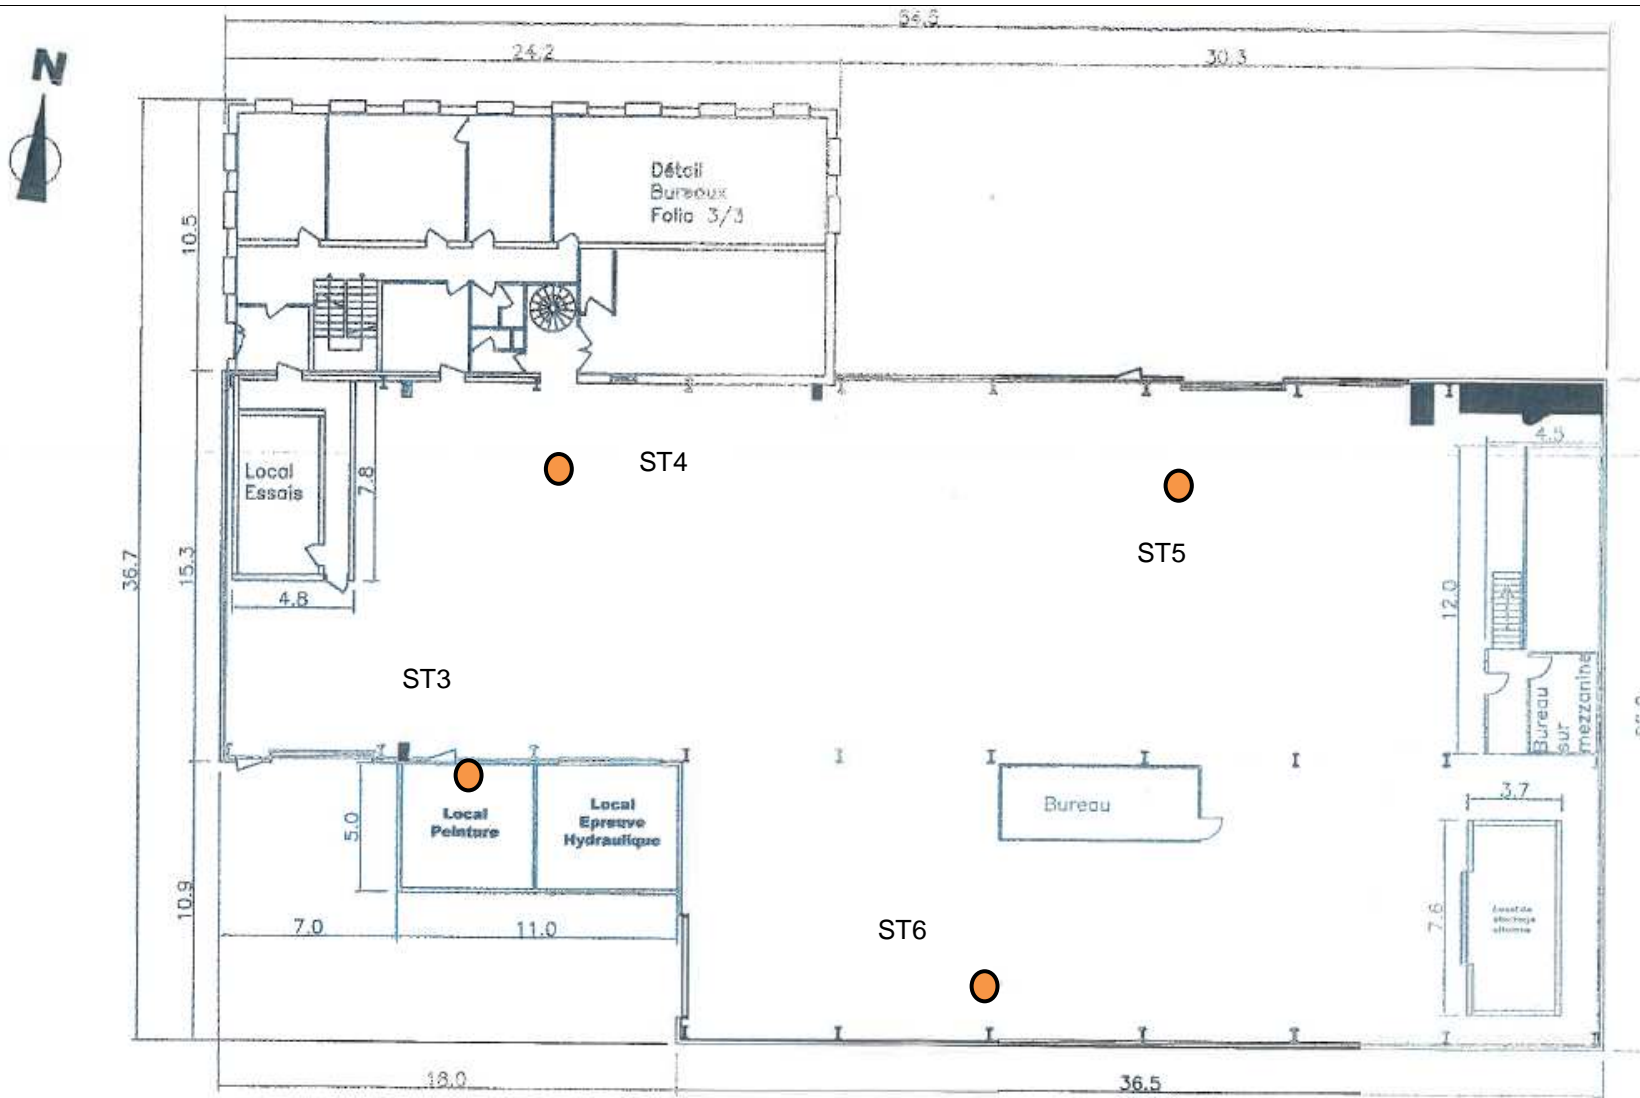 N
24.2
30.3
10.5
Détail
Bureaux
Folio 3/3
36.7
15.3
Local
Essais
7.8
4.8
ST4
ST5
4.5
12.0
Bureau
sur
mezzanine
ST3
5.0
Local
Peinture
Local
Epreuve
Hydraulique
Bureau
3.7
7.6
10.9
7.0
11.0
ST6
18.0
36.5